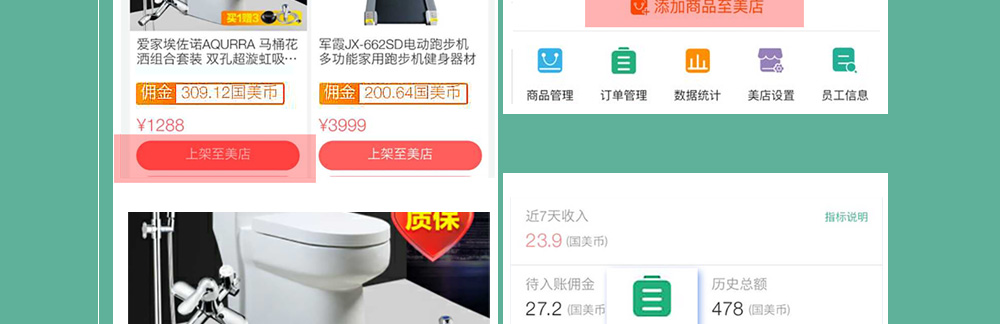 买1赠3
爱家埃佐诺AQURRA 马桶花
洒组合套装 双孔超漩虹吸…
佣金 309.12国美币
¥1288
上架至美店
军霞JX-662SD电动跑步机
多功能家用跑步机健身器材
佣金 200.64国美币
¥3999
上架至美店
质保
添加商品至美店
商品管理
订单管理
数据统计
美店设置
员工信息
近7天收入
指标说明
23.9 (国美币)
待入账佣金
27.2 (国美币
历史总额
478 (国美币)